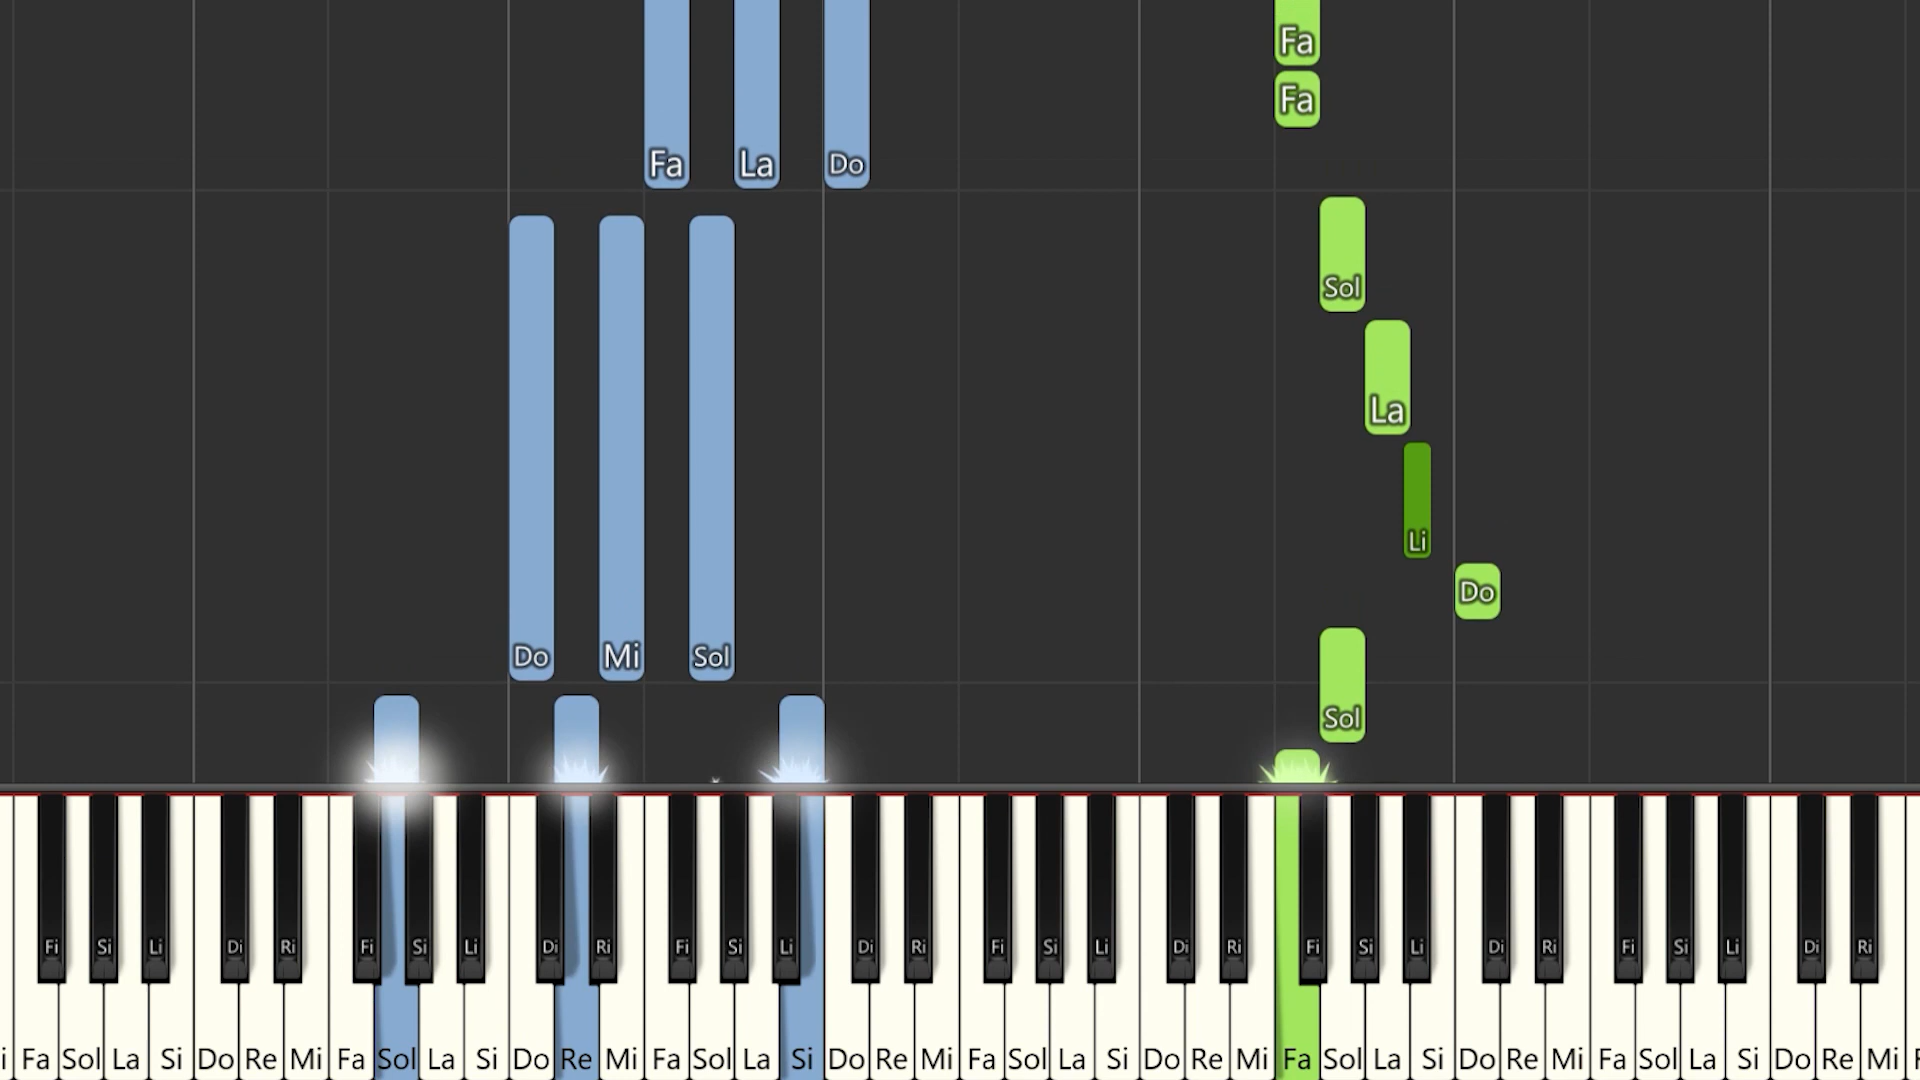 Fa
Fa
Fa La Do
Sol
La
Li
Do
Do Mi Sol
Sol
Fi Si Li Di Ri Fi Si Li Di Ri Fi Si Li Di Ri Fi Si Li Di Ri Fi Si Li Di Ri Fi Si Li Di Ri
i Fa Sol La Si Do Re Mi Fa Sol La Si Do Re Mi Fa Sol La Si Do Re Mi Fa Sol La Si Do Re Mi Fa Sol La Si Do Re Mi Fa Sol La Si Do Re Mi F